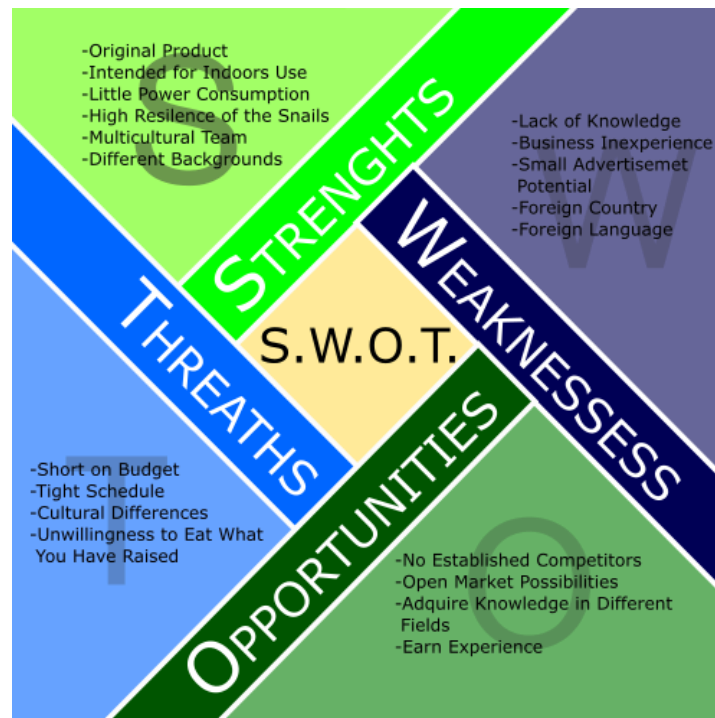 S
-Original Product
-Intended for Indoors Use
-Little Power Consumption
-High Resilence of the Snails
-Multicultural Team
-Different Backgrounds
STRENGHTS
W
-Lack of Knowledge
-Business Inexperience
-Small Advertisemet
Potential
-Foreign Country
-Foreign Language
WEAKNESSESS
S.W.O.T.
THREATHS
T
-Short on Budget
-Tight Schedule
-Cultural Differences
-Unwillingness to Eat What
You Have Raised
OPPORTUNITIES
O
-No Established Competitors
-Open Market Possibilities
-Adquire Knowledge in Different
Fields
-Earn Experience